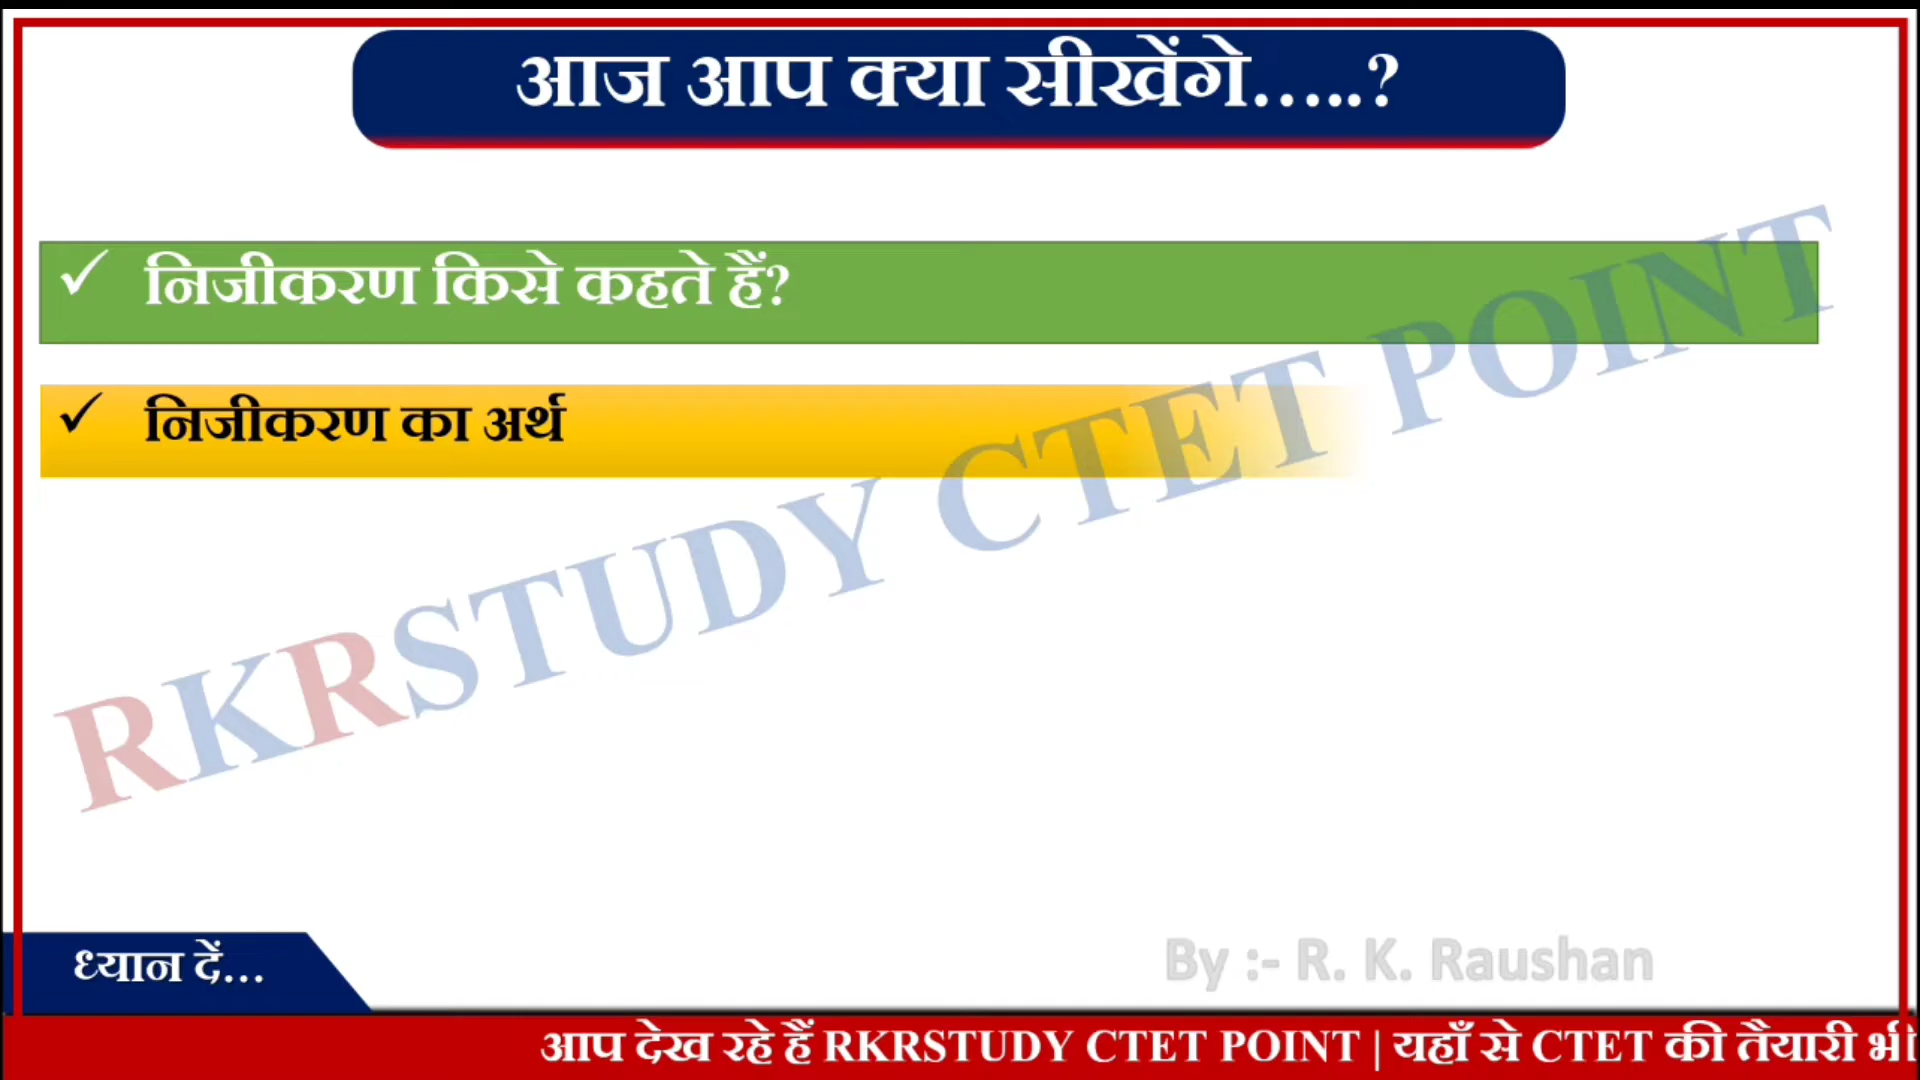 आज आप क्या सीखेंगे.....?
✓ निजीकरण किसे कहते हैं?
✓ निजीकरण का अर्थ
RKRSTUDY CTET POINT
ध्यान दें...
By :- R. K. Raushan
आप देख रहे हैं RKRSTUDY CTET POINT | यहाँ से CTET की तैयारी भी